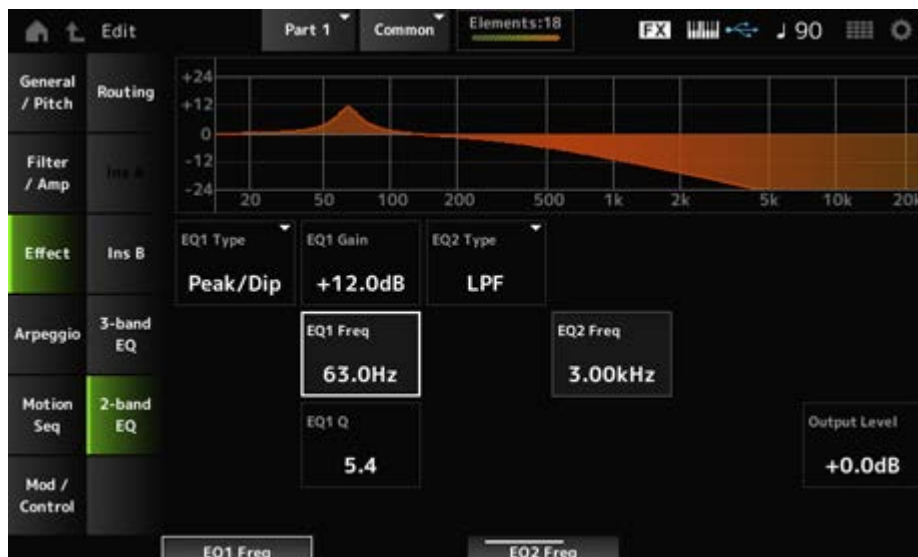 Edit
Part 1
Common
Elements:18
FX
♩ 90
General
/ Pitch
Filter
/ Amp
Effect
Arpeggio
Motion
Seq
Mod /
Control
Routing
Ins A
Ins B
3-band
EQ
2-band
EQ
+24
+12
0
-12
-24
20 50 100 200 500 1k 2k 5k 10k 20k
EQ1 Type
Peak/Dip
EQ1 Gain
+12.0dB
EQ2 Type
LPF
EQ1 Freq
63.0Hz
EQ2 Freq
3.00kHz
EQ1 Q
5.4
Output Level
+0.0dB
EQ1 Freq
EQ2 Freq